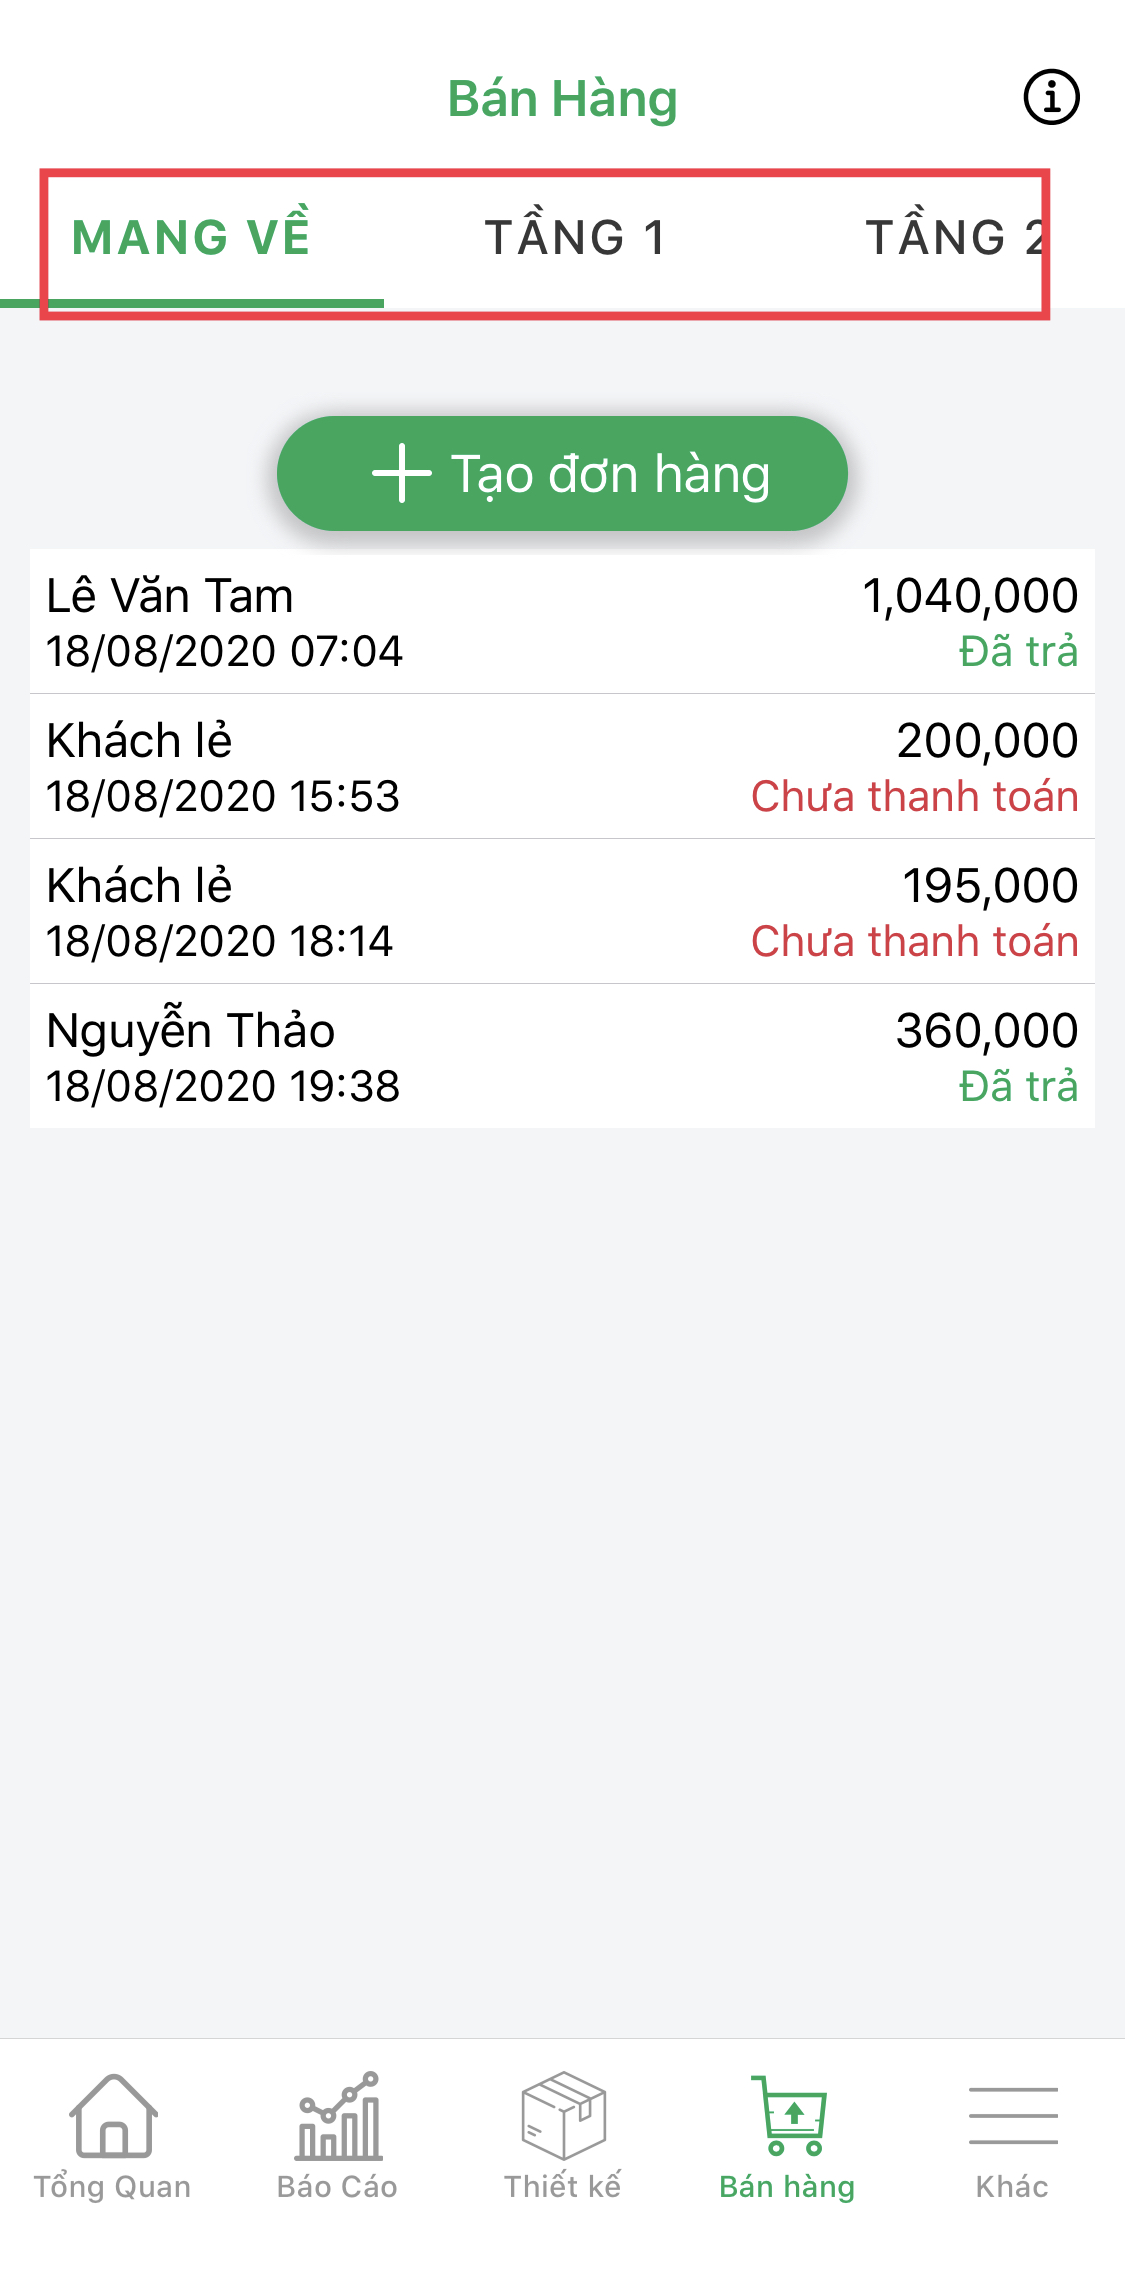 Bán Hàng
MANG VỀ TẦNG 1 TẦNG 2
Tạo đơn hàng
Lê Văn Tam 1,040,000
18/08/2020 07:04 Đã trả
Khách lẻ 200,000
18/08/2020 15:53 Chưa thanh toán
Khách lẻ 195,000
18/08/2020 18:14 Chưa thanh toán
Nguyễn Thảo 360,000
18/08/2020 19:38 Đã trả
Tổng Quan Báo Cáo Thiết kế Bán hàng Khác